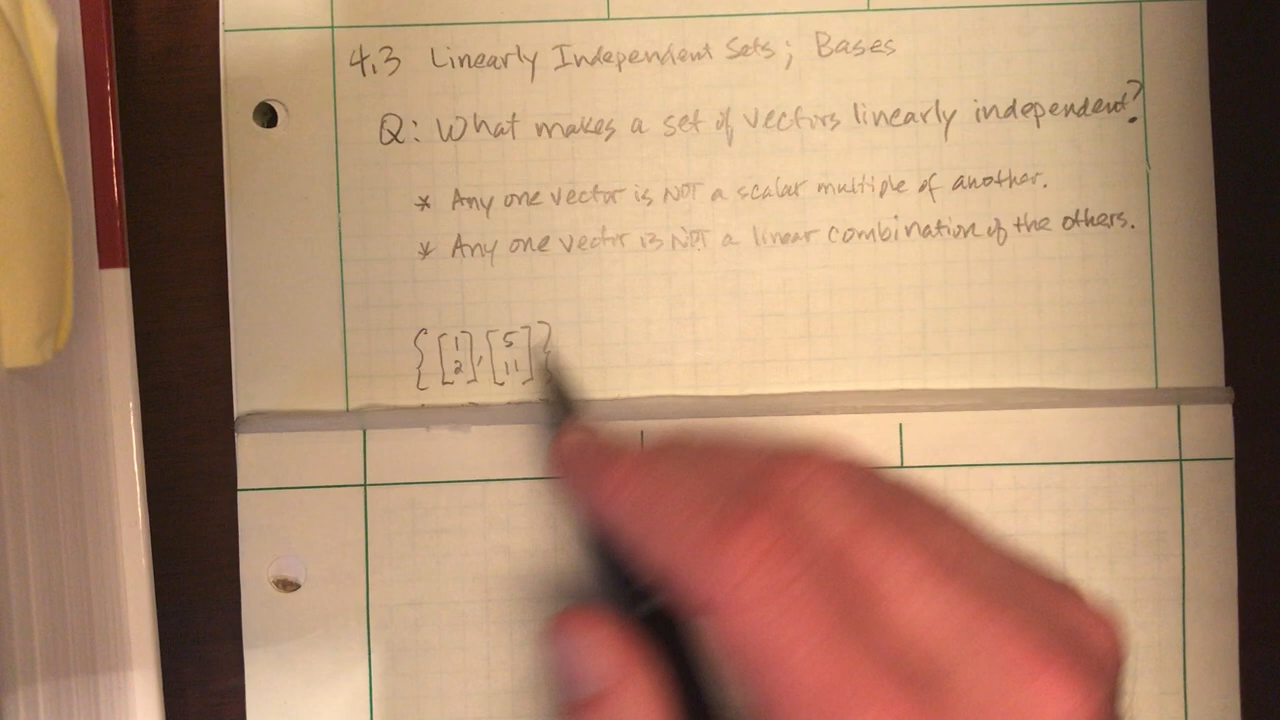 4.3 Linearly Independent Sets; Bases
Q: What makes a set of vectors linearly independent?
* Any one vector is NOT a scalar multiple of another.
* Any one vector is NOT a linear combination of the others.
{[1 2], [5 11]}